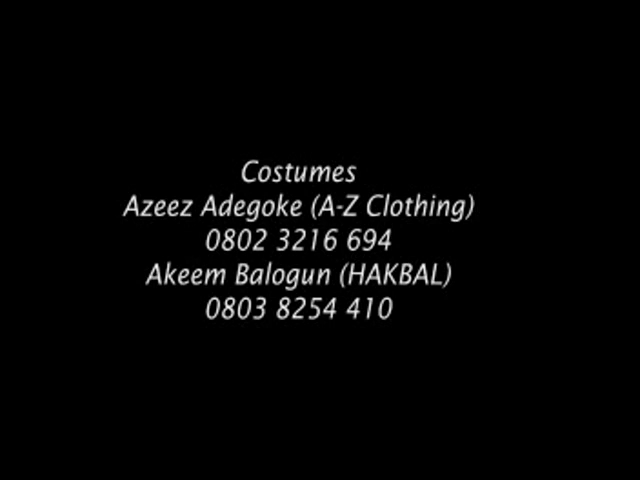 Costumes
Azeez Adegoke (A-Z Clothing)
0802 3216 694
Akeem Balogun (HAKBAL)
0803 8254 410